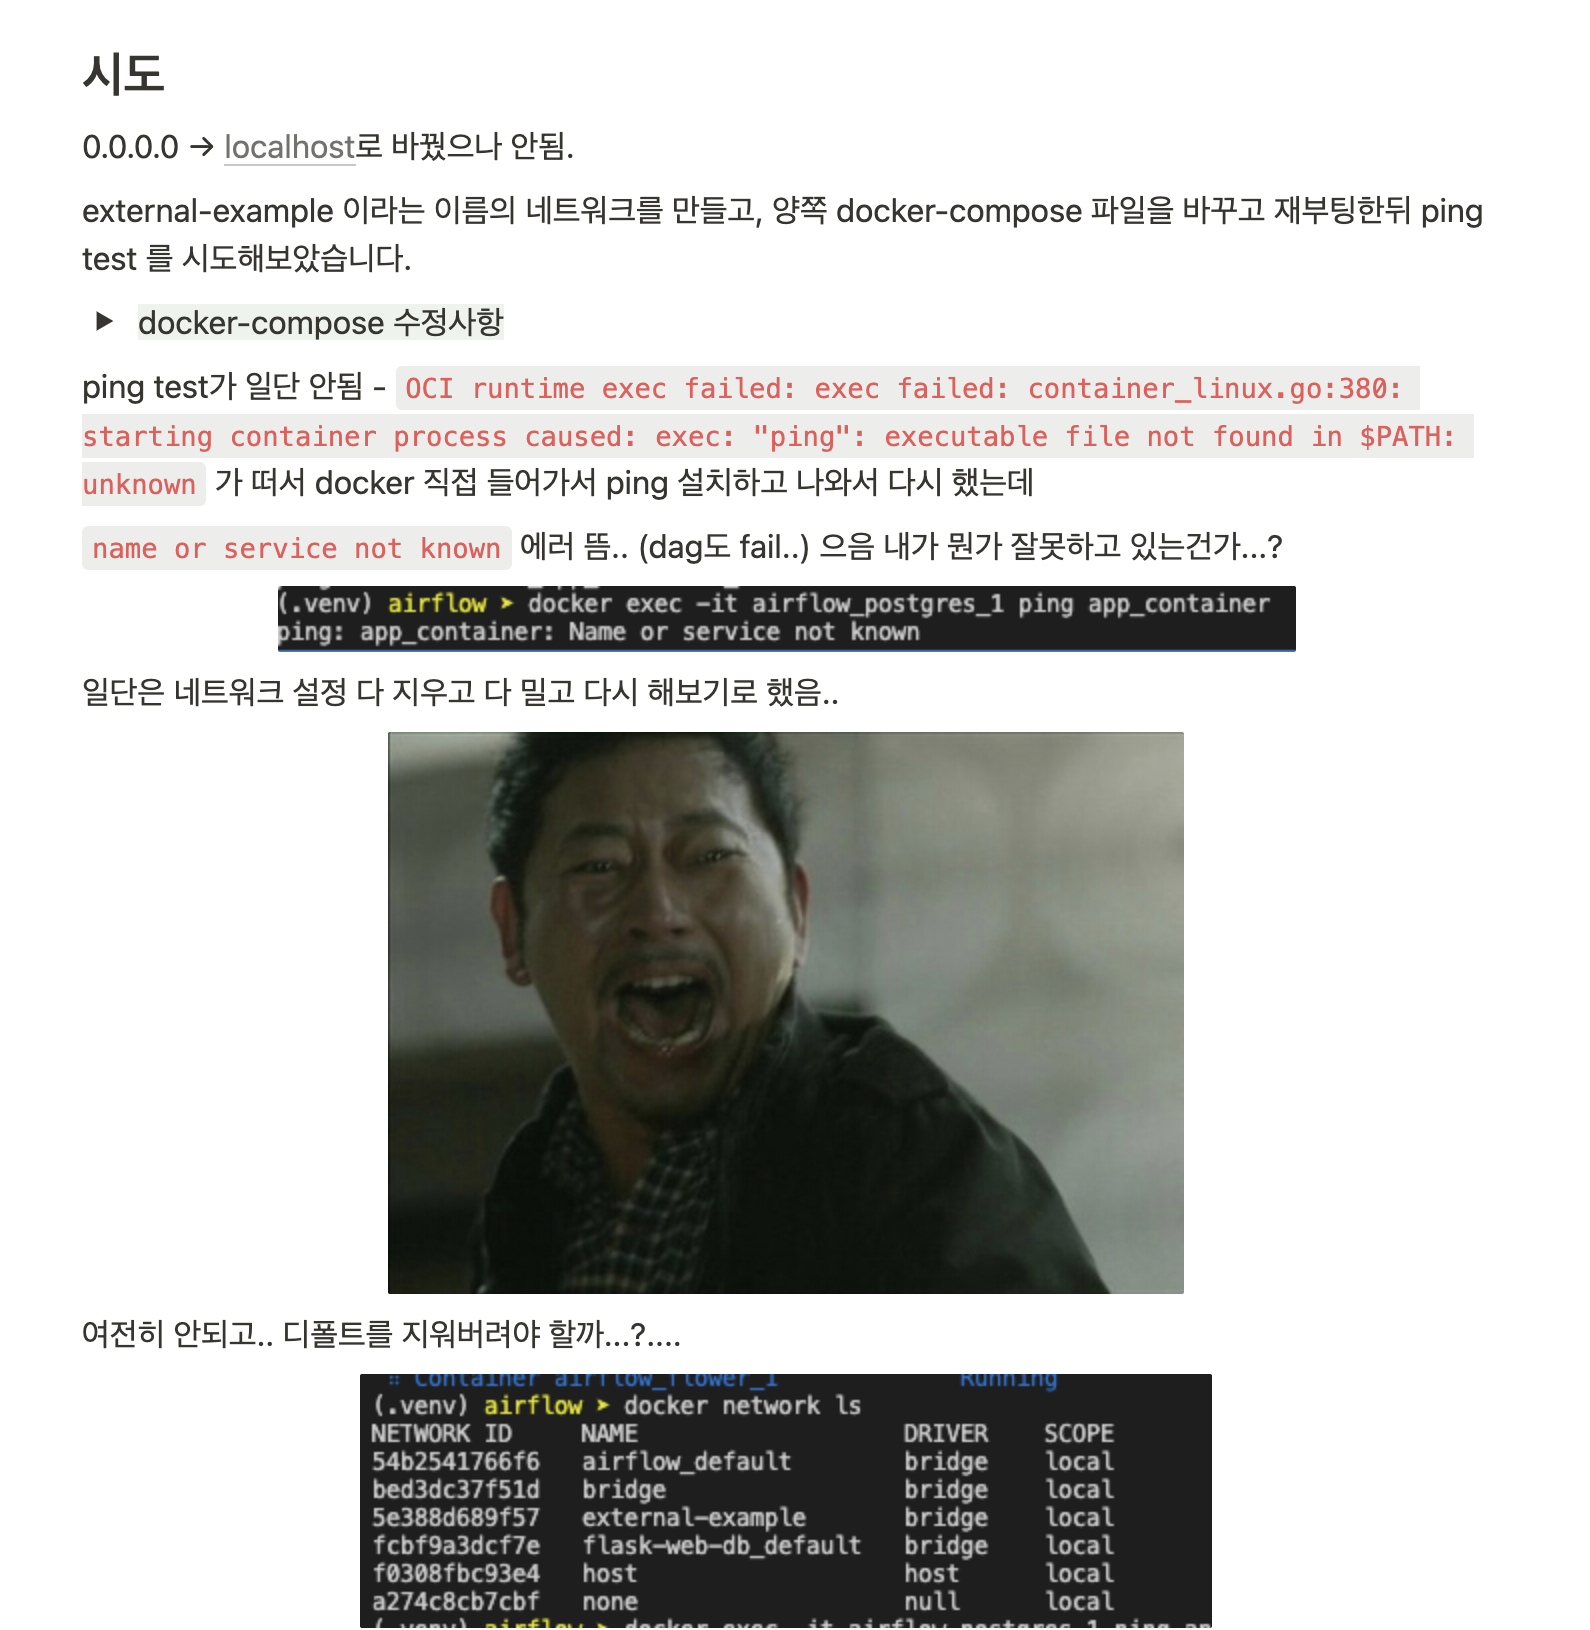 시도
0.0.0.0 → localhost로 바꿨으나 안됨.
external-example 이라는 이름의 네트워크를 만들고, 양쪽 docker-compose 파일을 바꾸고 재부팅한뒤 ping
test 를 시도해보았습니다.
▶ docker-compose 수정사항
ping test가 일단 안됨 - OCI runtime exec failed: exec failed: container_linux.go:380:
starting container process caused: exec: "ping": executable file not found in $PATH:
unknown 가 떠서 docker 직접 들어가서 ping 설치하고 나와서 다시 했는데
name or service not known 에러 뜸.. (dag도 fail..) 으음 내가 뭔가 잘못하고 있는건가...?
(.venv) airflow ➤ docker exec -it airflow_postgres_1 ping app_container
ping: app_container: Name or service not known
일단은 네트워크 설정 다 지우고 다 밀고 다시 해보기로 했음..
여전히 안되고.. 디폴트를 지워버려야 할까...?....
Container airflow_flower_1 Running
(.venv) airflow ➤ docker network ls
NETWORK ID NAME DRIVER SCOPE
54b2541766f6 airflow_default bridge local
bed3dc37f51d bridge bridge local
5e388d689f57 external-example bridge local
fcbf9a3dcf7e flask-web-db_default bridge local
f0308fbc93e4 host host local
a274c8cb7cbf none null local
(.venv) airflow ➤ docker exec -it airflow_postgres_1 ping